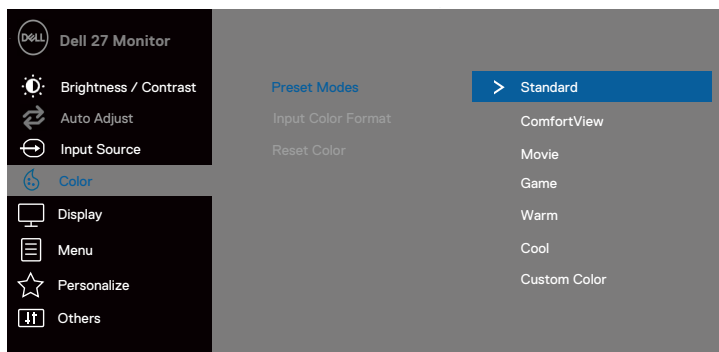 DELL
Dell 27 Monitor
Brightness / Contrast
Auto Adjust
Input Source
Color
Display
Menu
Personalize
Others
Preset Modes
Input Color Format
Reset Color
> Standard
ComfortView
Movie
Game
Warm
Cool
Custom Color